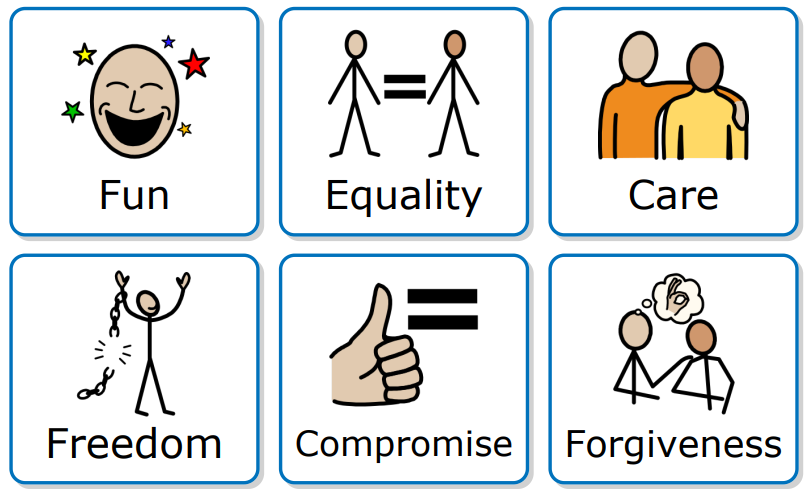 Fun
Equality
Care
Freedom
Compromise
Forgiveness